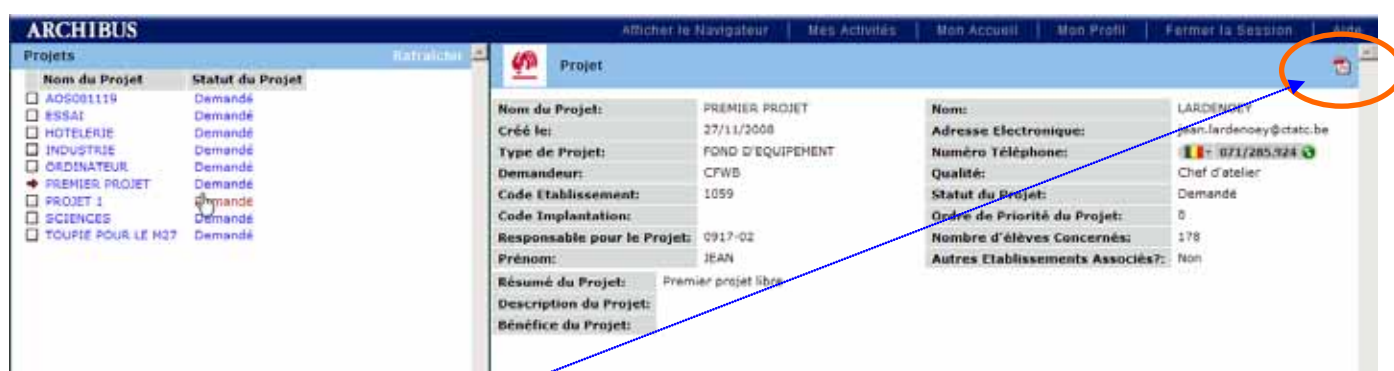 ARCHIBUS
Afficher le Navigateur | Mes Activités | Mon Accueil | Mon Profil | Fermer la Session | Aide
Projets Rafraîchir
Nom du Projet Statut du Projet
AOS001119 Demandé
ESSAI Demandé
HOTELERIE Demandé
INDUSTRIE Demandé
ORDINATEUR Demandé
PREMIER PROJET Demandé
PROJET 1 Demandé
SCIENCES Demandé
TOUPIE POUR LE M27 Demandé
Projet
Nom du Projet: PREMIER PROJET Nom: LARDENOEY
Créé le: 27/11/2008 Adresse Electronique: jean.lardenoey@ctatc.be
Type de Projet: FOND D'EQUIPEMENT Numéro Téléphone: 071/285.924
Demandeur: CFWB Qualité: Chef d'atelier
Code Etablissement: 1059 Statut du Projet: Demandé
Code Implantation: Ordre de Priorité du Projet: 0
Responsable pour le Projet: 0917-02 Nombre d'élèves Concernés: 178
Prénom: JEAN Autres Etablissements Associés?: Non
Résumé du Projet: Premier projet libre
Description du Projet:
Bénéfice du Projet: